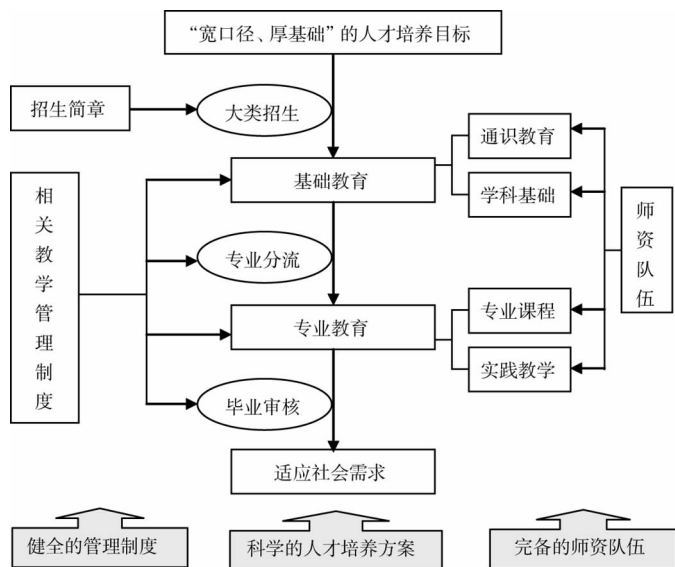 “宽口径、厚基础”的人才培养目标
招生简章
大类招生
通识教育
基础教育
学科基础
相关教学管理制度
师资队伍
专业分流
专业课程
专业教育
实践教学
毕业审核
适应社会需求
健全的管理制度
科学的人才培养方案
完备的师资队伍